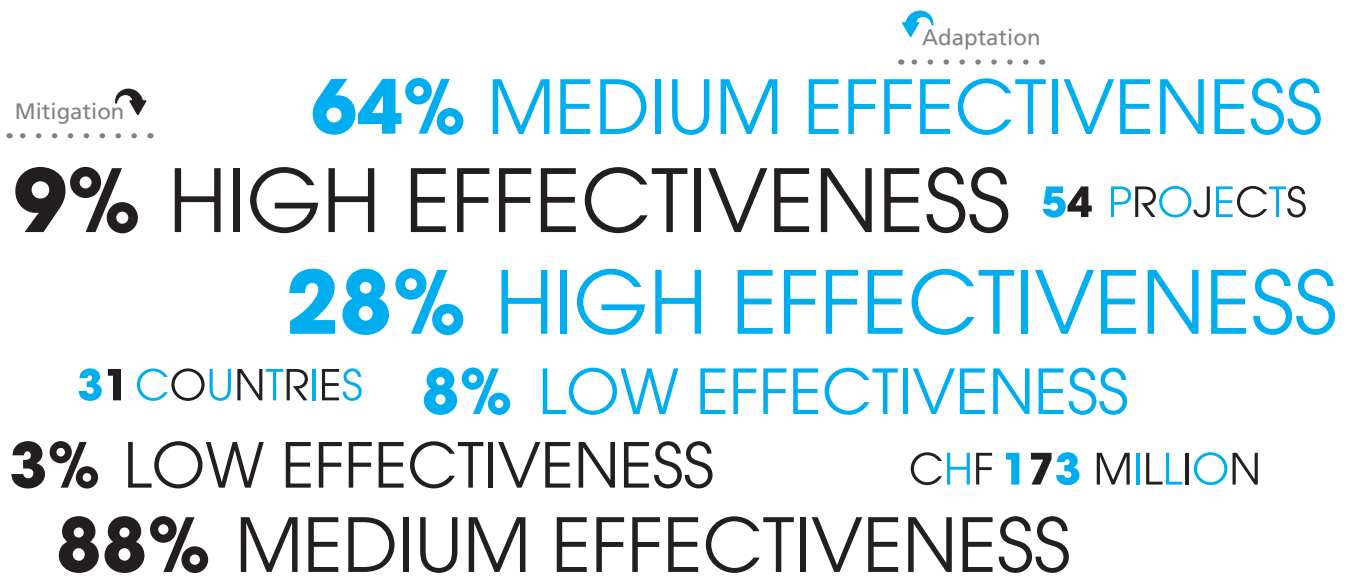 Adaptation
Mitigation
64% MEDIUM EFFECTIVENESS
9% HIGH EFFECTIVENESS
54 PROJECTS
28% HIGH EFFECTIVENESS
31 COUNTRIES
8% LOW EFFECTIVENESS
3% LOW EFFECTIVENESS
CHF 173 MILLION
88% MEDIUM EFFECTIVENESS